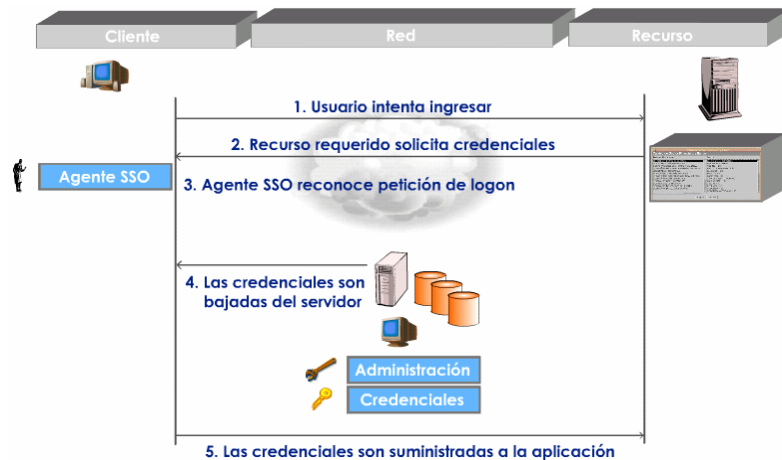 Cliente
Red
Recurso
1. Usuario intenta ingresar
2. Recurso requerido solicita credenciales
Agente SSO
3. Agente SSO reconoce petición de logon
4. Las credenciales son
bajadas del servidor
Administración
Credenciales
5. Las credenciales son suministradas a la aplicación